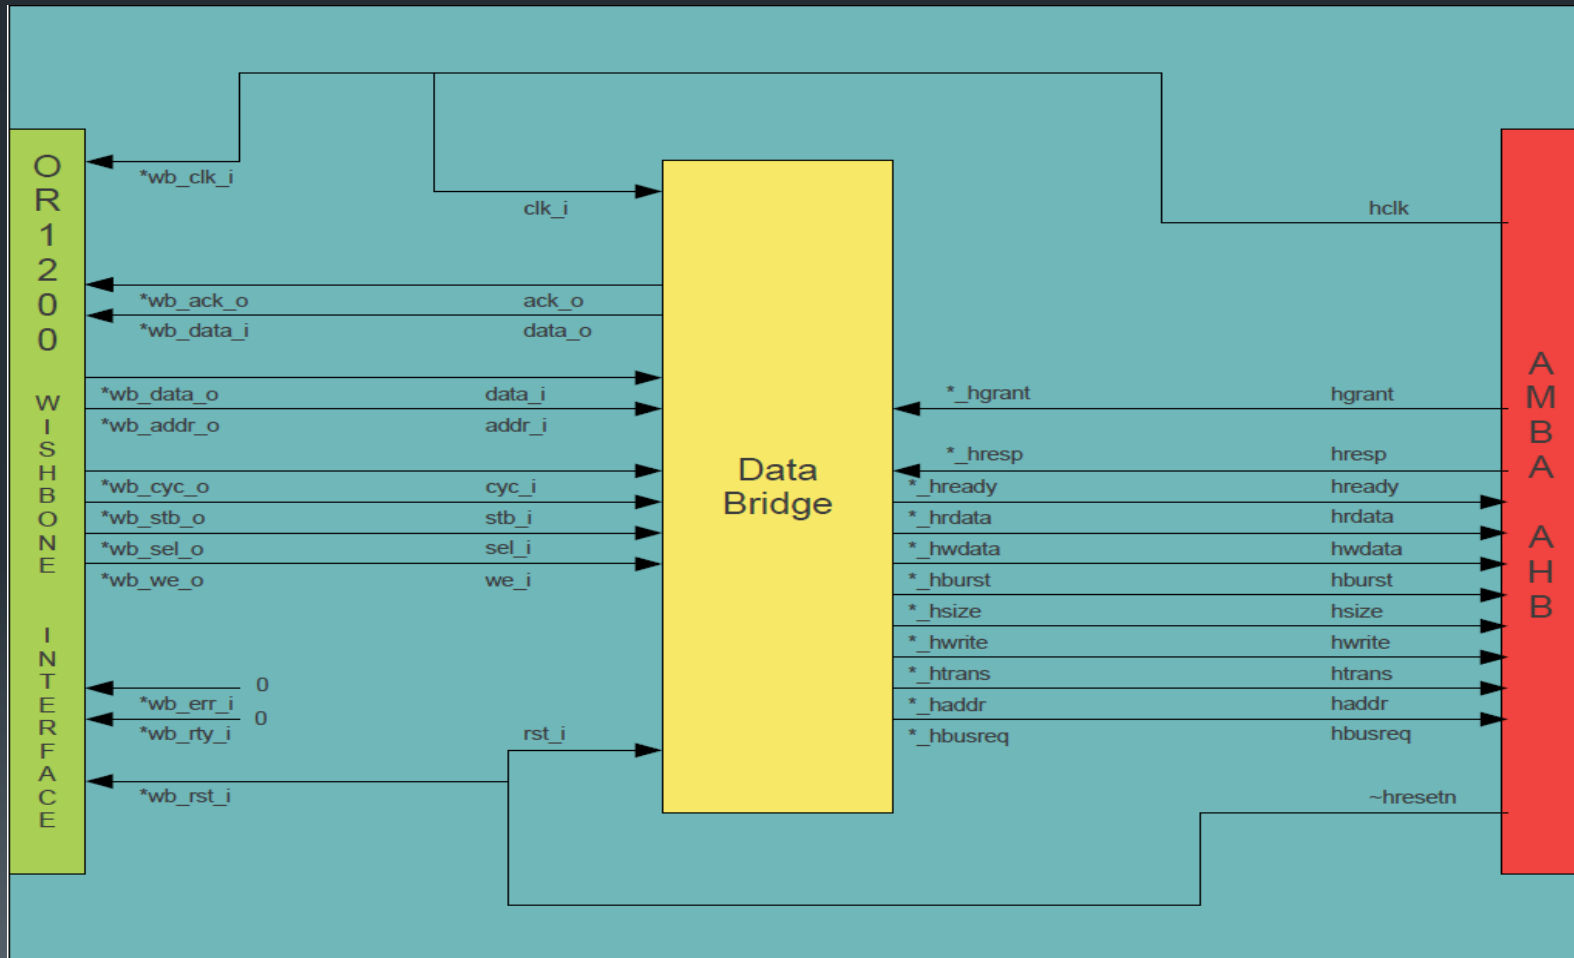 OR1200 WISHBONE INTERFACE
*wb_clk_i
clk_i
hclk
*wb_ack_o ack_o
*wb_data_i data_o
*wb_data_o data_i
*wb_addr_o addr_i
*wb_cyc_o cyc_i
*wb_stb_o stb_i
*wb_sel_o sel_i
*wb_we_o we_i
0
*wb_err_i
0
*wb_rty_i
rst_i
*wb_rst_i
Data
Bridge
*_hgrant hgrant
*_hresp hresp
*_hready hready
*_hrdata hrdata
*_hwdata hwdata
*_hburst hburst
*_hsize hsize
*_hwrite hwrite
*_htrans htrans
*_haddr haddr
*_hbusreq hbusreq
~hresetn
AMBA AHB